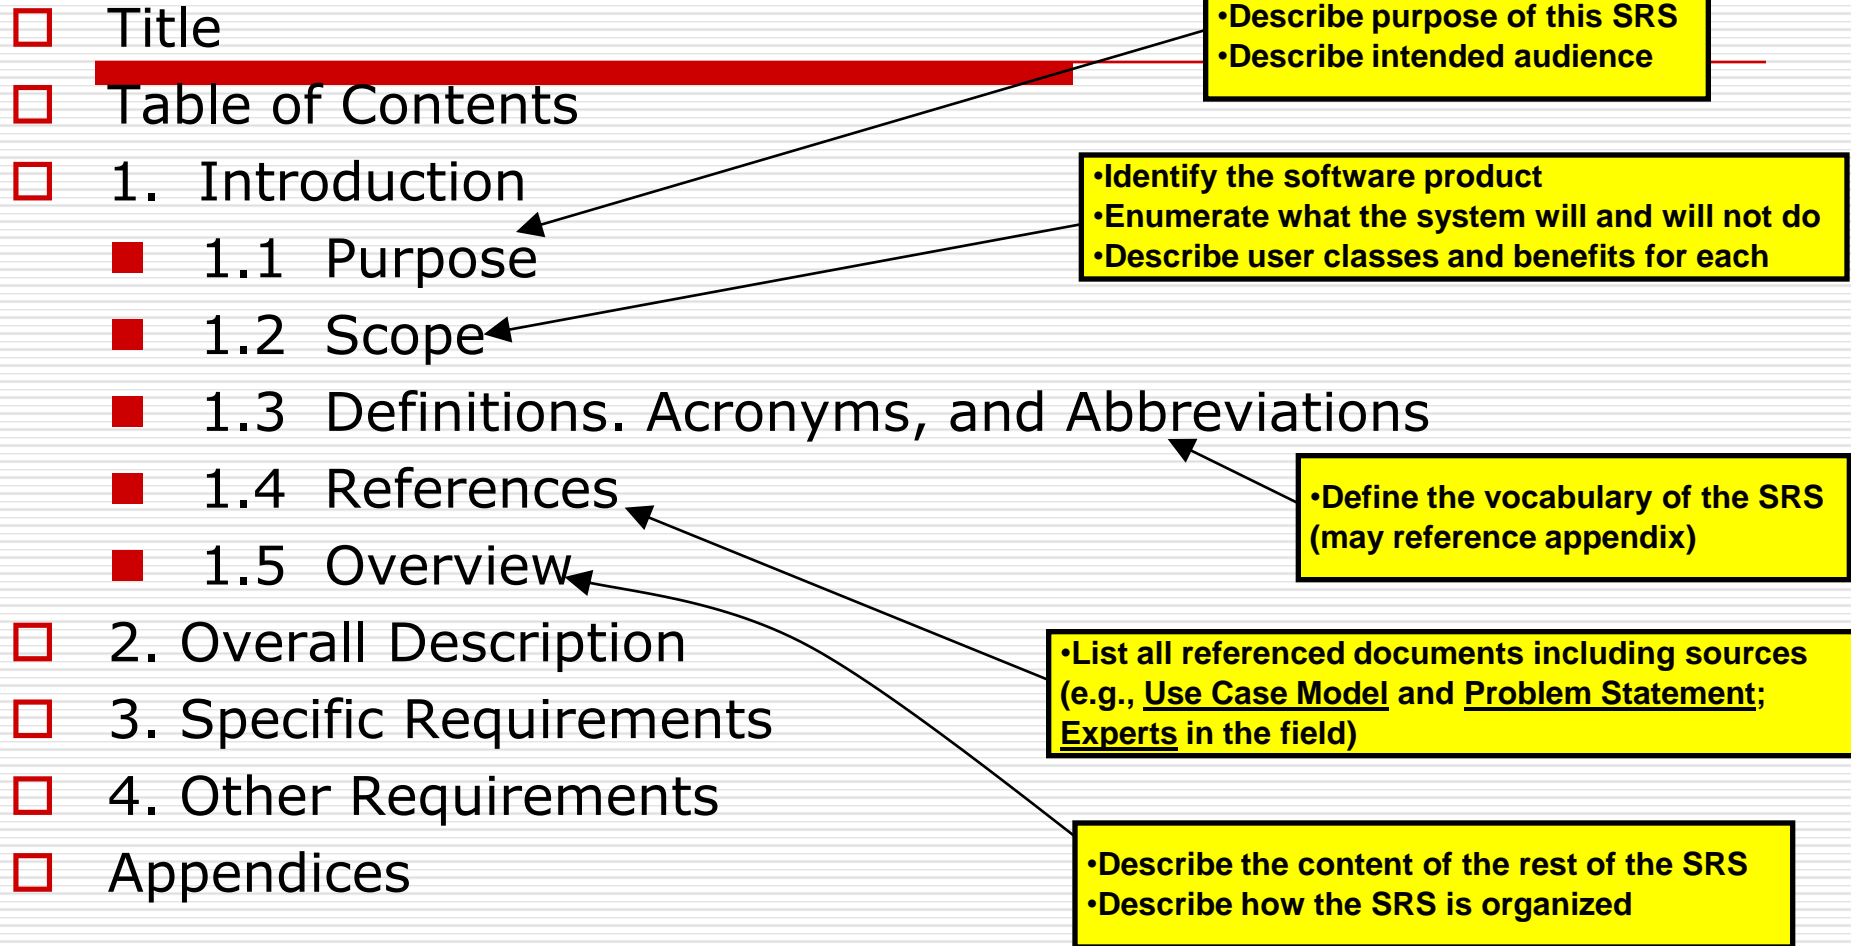 Title
Table of Contents
1. Introduction
1.1 Purpose
1.2 Scope
1.3 Definitions. Acronyms, and Abbreviations
1.4 References
1.5 Overview
2. Overall Description
3. Specific Requirements
4. Other Requirements
Appendices
•Describe purpose of this SRS
•Describe intended audience
•Identify the software product
•Enumerate what the system will and will not do
•Describe user classes and benefits for each
•Define the vocabulary of the SRS
(may reference appendix)
•List all referenced documents including sources
(e.g., Use Case Model and Problem Statement;
Experts in the field)
•Describe the content of the rest of the SRS
•Describe how the SRS is organized